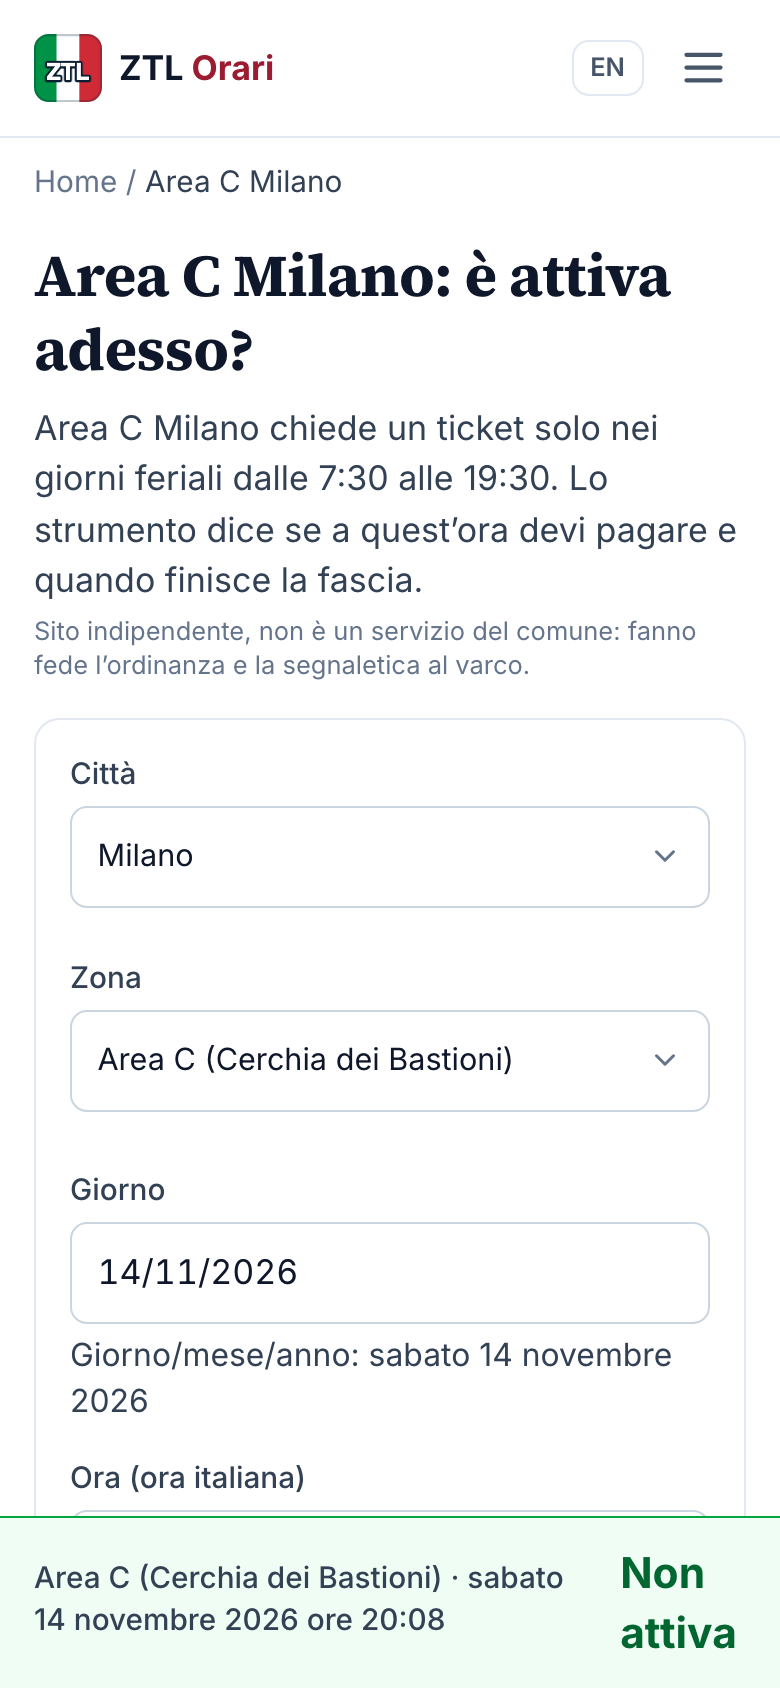 ZTL
ZTL Orari
EN
Home / Area C Milano
Area C Milano: è attiva
adesso?
Area C Milano chiede un ticket solo nei
giorni feriali dalle 7:30 alle 19:30. Lo
strumento dice se a quest’ora devi pagare e
quando finisce la fascia.
Sito indipendente, non è un servizio del comune: fanno
fede l’ordinanza e la segnaletica al varco.
Città
Milano
Zona
Area C (Cerchia dei Bastioni)
Giorno
14/11/2026
Giorno/mese/anno: sabato 14 novembre
2026
Ora (ora italiana)
Area C (Cerchia dei Bastioni) · sabato
14 novembre 2026 ore 20:08
Non
attiva